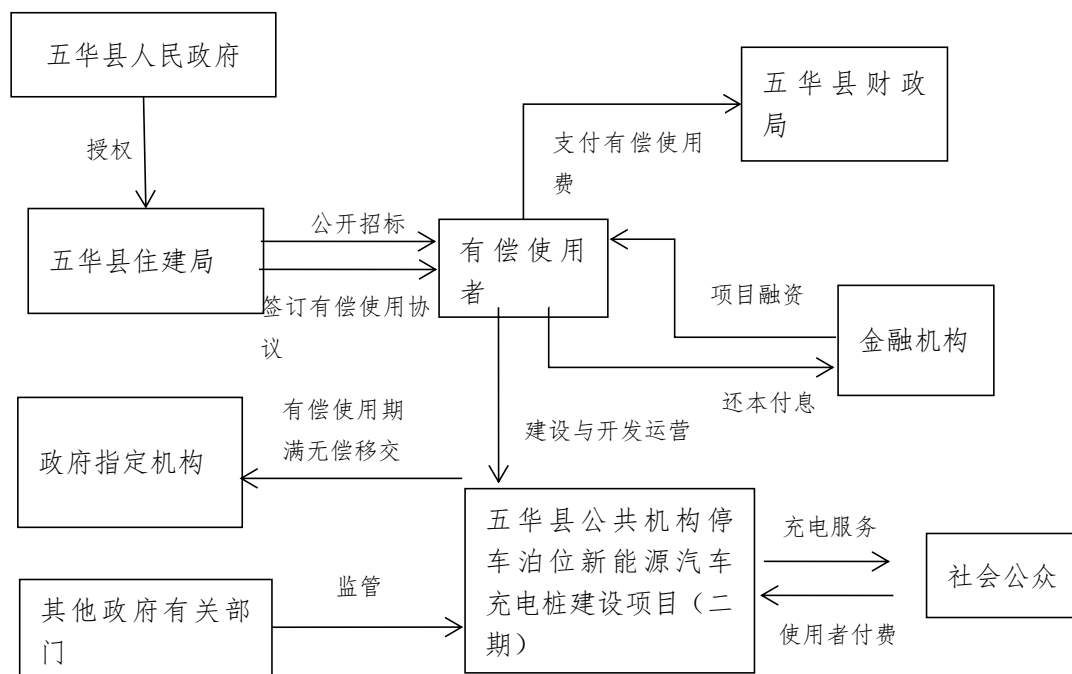 五华县人民政府
五华县财政
局
授权
支付有偿使用
费
公开招标
五华县住建局
有偿使用
者
签订有偿使用协
议
项目融资
金融机构
还本付息
有偿使用期
满无偿移交
建设与开发运营
政府指定机构
五华县公共机构停
车泊位新能源汽车
充电桩建设项目（二
期）
充电服务
社会公众
使用者付费
监管
其他政府有关部
门